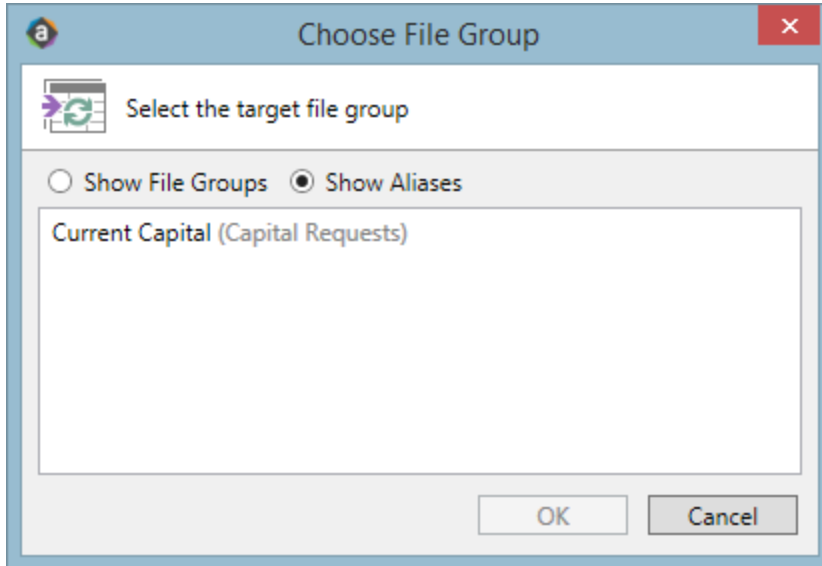 Choose File Group
Select the target file group
Show File Groups Show Aliases
Current Capital (Capital Requests)
OK Cancel